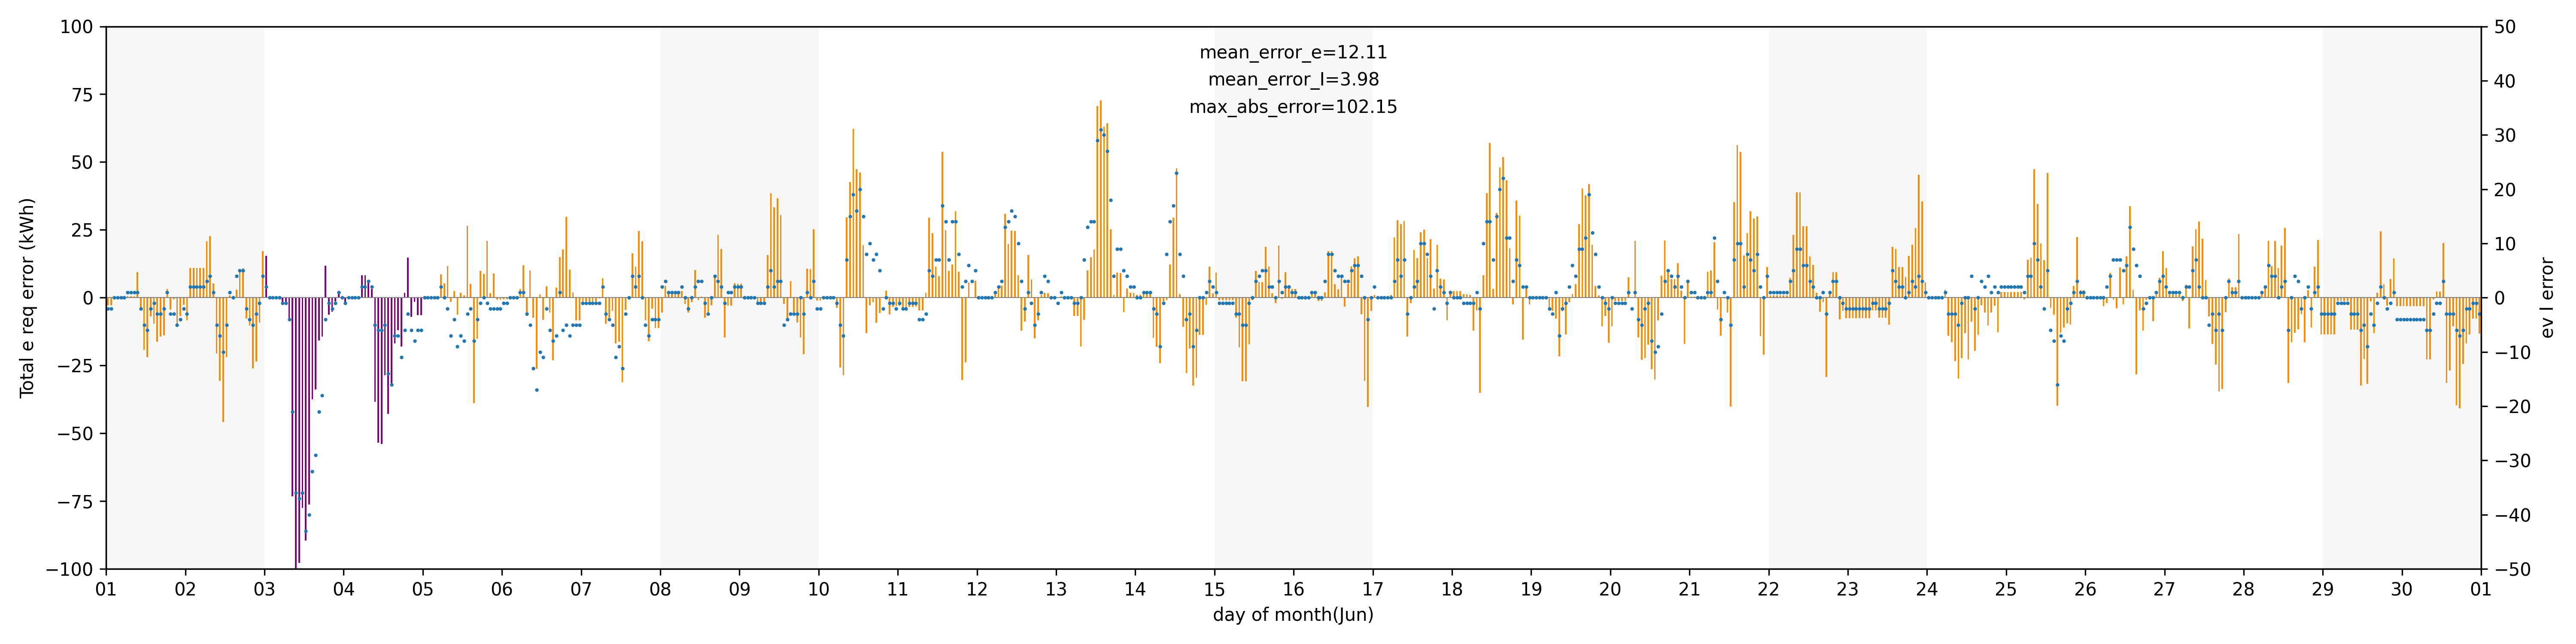 mean_error_e=12.11
mean_error_I=3.98
max_abs_error=102.15
Total e req error (kWh)
100
75
50
25
0
−25
−50
−75
−100
50
40
30
20
10
0
−10
−20
−30
−40
−50
ev I error
01 02 03 04 05 06 07 08 09 10 11 12 13 14 15 16 17 18 19 20 21 22 23 24 25 26 27 28 29 30 01
day of month(Jun)